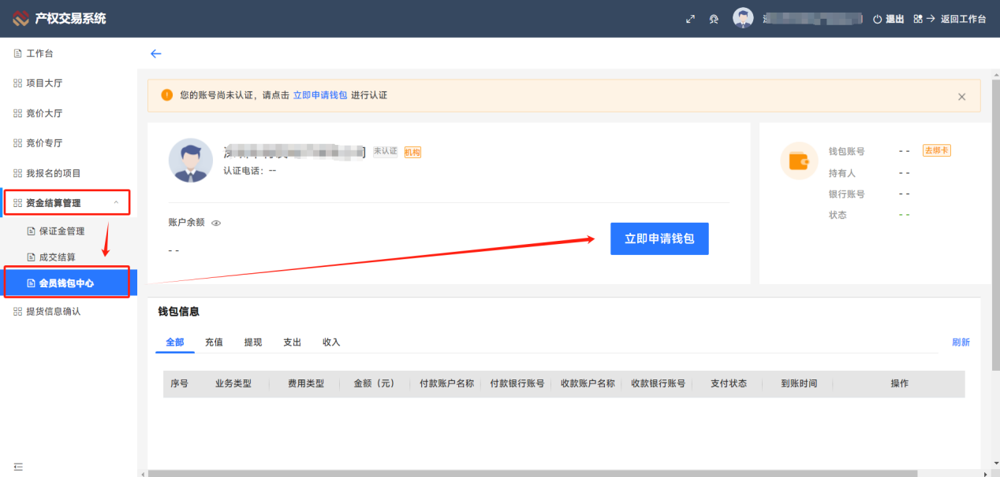 产权交易系统
退出
返回工作台
工作台
项目大厅
竞价大厅
竞价专厅
我报名的项目
资金结算管理
保证金管理
成交结算
会员钱包中心
提货信息确认
您的账号尚未认证，请点击 立即申请钱包 进行认证
未认证 机构
认证电话：--
账户余额
- -
立即申请钱包
钱包账号 - - 去绑卡
持有人 - -
银行账号 - -
状态 - -
钱包信息
全部 充值 提现 支出 收入
刷新
序号 业务类型 费用类型 金额（元） 付款账户名称 付款银行账号 收款账户名称 收款银行账号 支付状态 到账时间 操作